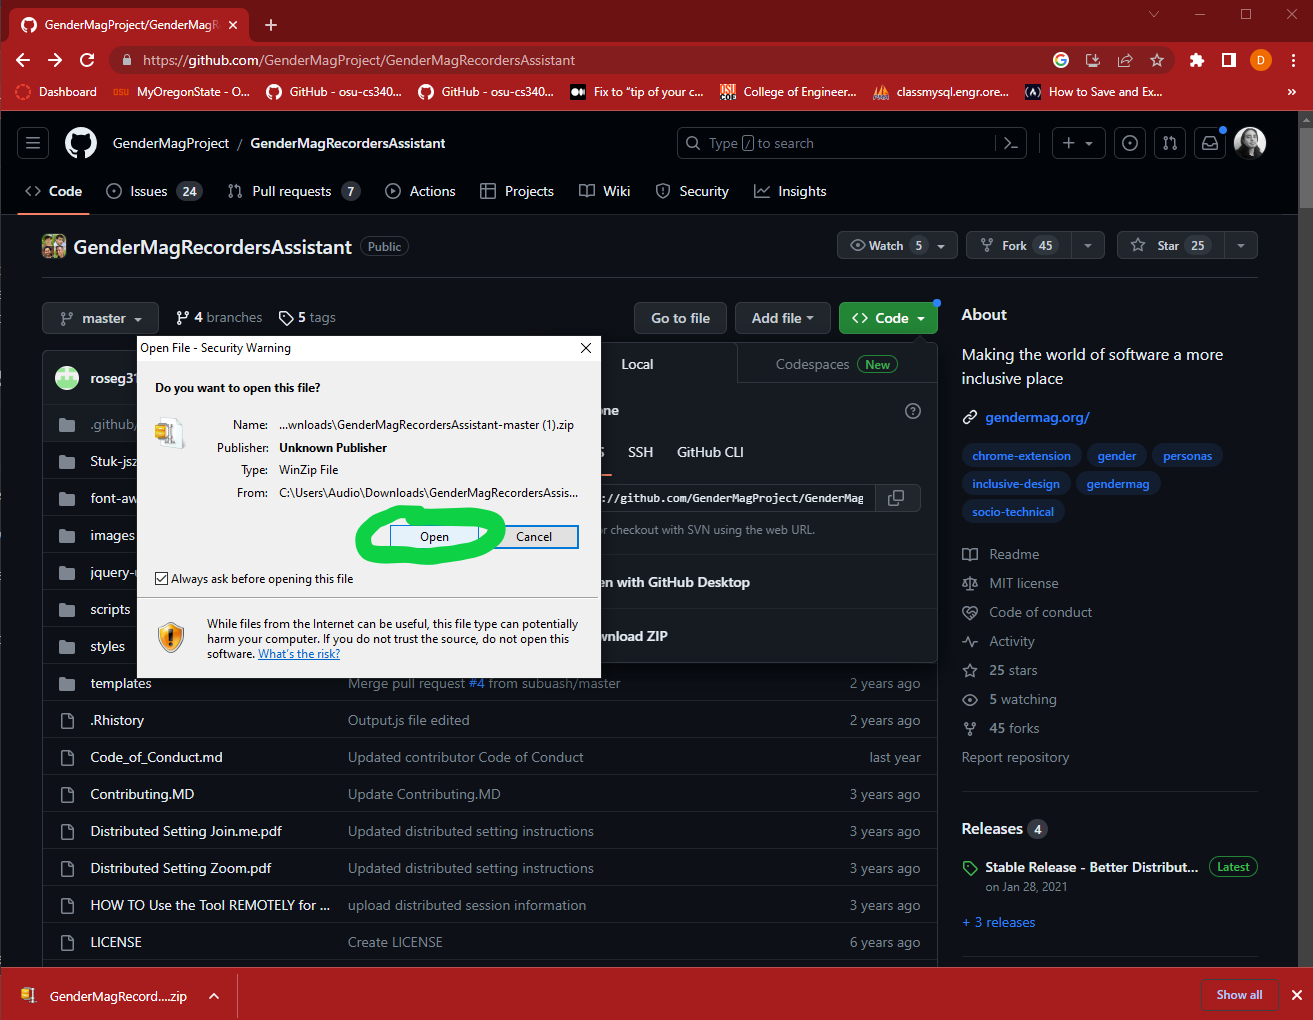 GenderMagProject/GenderMagR
https://github.com/GenderMagProject/GenderMagRecordersAssistant
D
Dashboard
OSU MyOregonState - O...
GitHub - osu-cs340...
GitHub - osu-cs340...
Fix to “tip of your c...
College of Engineer...
classmysql.engr.ore...
How to Save and Ex...
»
GenderMagProject / GenderMagRecordersAssistant
Type / to search
Code
Issues 24
Pull requests 7
Actions
Projects
Wiki
Security
Insights
GenderMagRecordersAssistant Public
Watch 5
Fork 45
Star 25
master
4 branches
5 tags
Go to file
Add file
<> Code
About
Making the world of software a more
inclusive place
gendermag.org/
chrome-extension gender personas
inclusive-design gendermag
socio-technical
Readme
MIT license
Code of conduct
Activity
25 stars
5 watching
45 forks
Report repository
Releases 4
Stable Release - Better Distribut... Latest
on Jan 28, 2021
+ 3 releases
Local
Codespaces New
one
S SSH GitHub CLI
://github.com/GenderMagProject/GenderMag
or checkout with SVN using the web URL.
en with GitHub Desktop
wnload ZIP
Open File - Security Warning
Do you want to open this file?
Name: ...wnloads\GenderMagRecordersAssistant-master (1).zip
Publisher: Unknown Publisher
Type: WinZip File
From: C:\Users\Audio\Downloads\GenderMagRecordersAssis...
Open
Cancel
Always ask before opening this file
While files from the Internet can be useful, this file type can potentially
harm your computer. If you do not trust the source, do not open this
software. What's the risk?
roseg31
.github/
Stuk-jsz
font-aw
images
jquery-u
scripts
styles
templates Merge pull request #4 from subuash/master 2 years ago
.Rhistory Output.js file edited 2 years ago
Code_of_Conduct.md Updated contributor Code of Conduct last year
Contributing.MD Update Contributing.MD 3 years ago
Distributed Setting Join.me.pdf Updated distributed setting instructions 3 years ago
Distributed Setting Zoom.pdf Updated distributed setting instructions 3 years ago
HOW TO Use the Tool REMOTELY for ... upload distributed session information 3 years ago
LICENSE Create LICENSE 6 years ago
GenderMagRecord....zip
Show all